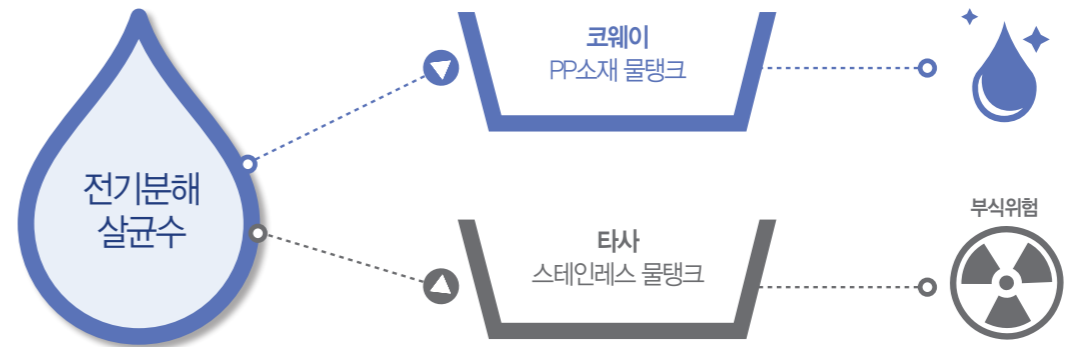 전기분해
살균수
코웨이
PP소재 물탱크
타사
스테인레스 물탱크
부식위험